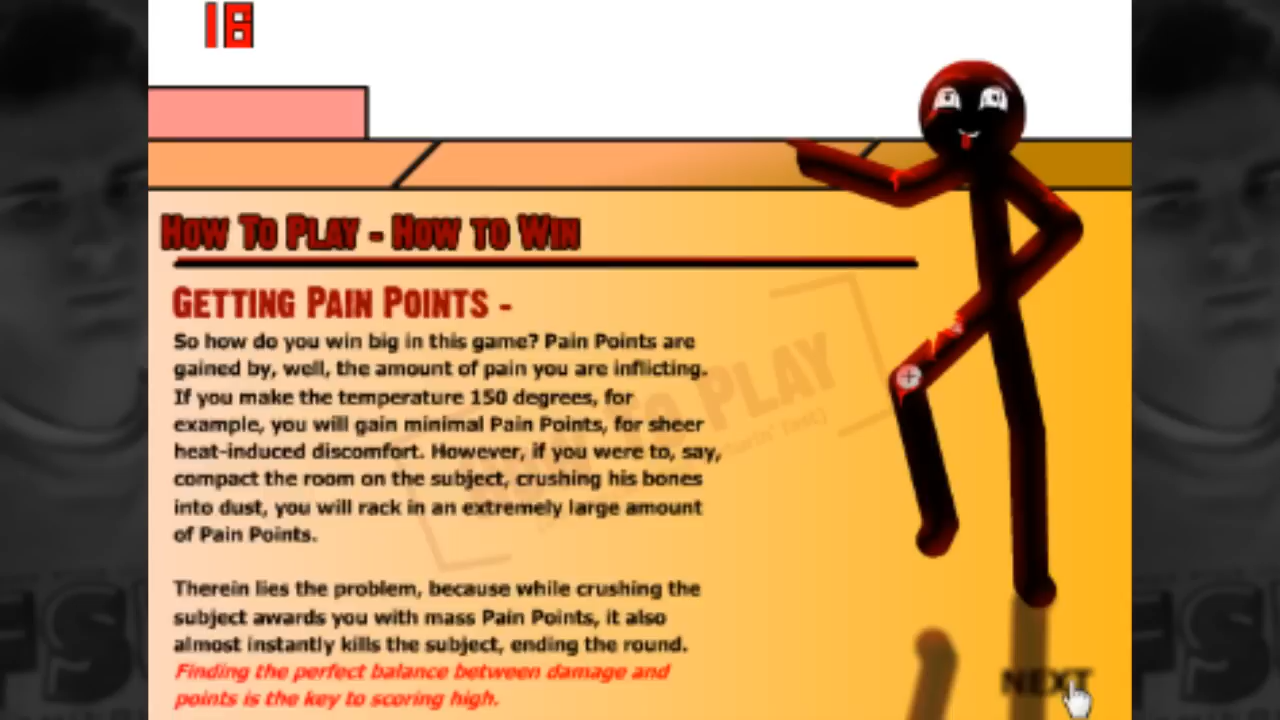 16
How To Play - How to Win
Getting Pain Points -
So how do you win big in this game? Pain Points are
gained by, well, the amount of pain you are inflicting.
If you make the temperature 150 degrees, for
example, you will gain minimal Pain Points, for sheer
heat-induced discomfort. However, if you were to, say,
compact the room on the subject, crushing his bones
into dust, you will rack in an extremely large amount
of Pain Points.
Therein lies the problem, because while crushing the
subject awards you with mass Pain Points, it also
almost instantly kills the subject, ending the round.
Finding the perfect balance between damage and
points is the key to scoring high.
TO PLAY
NEXT